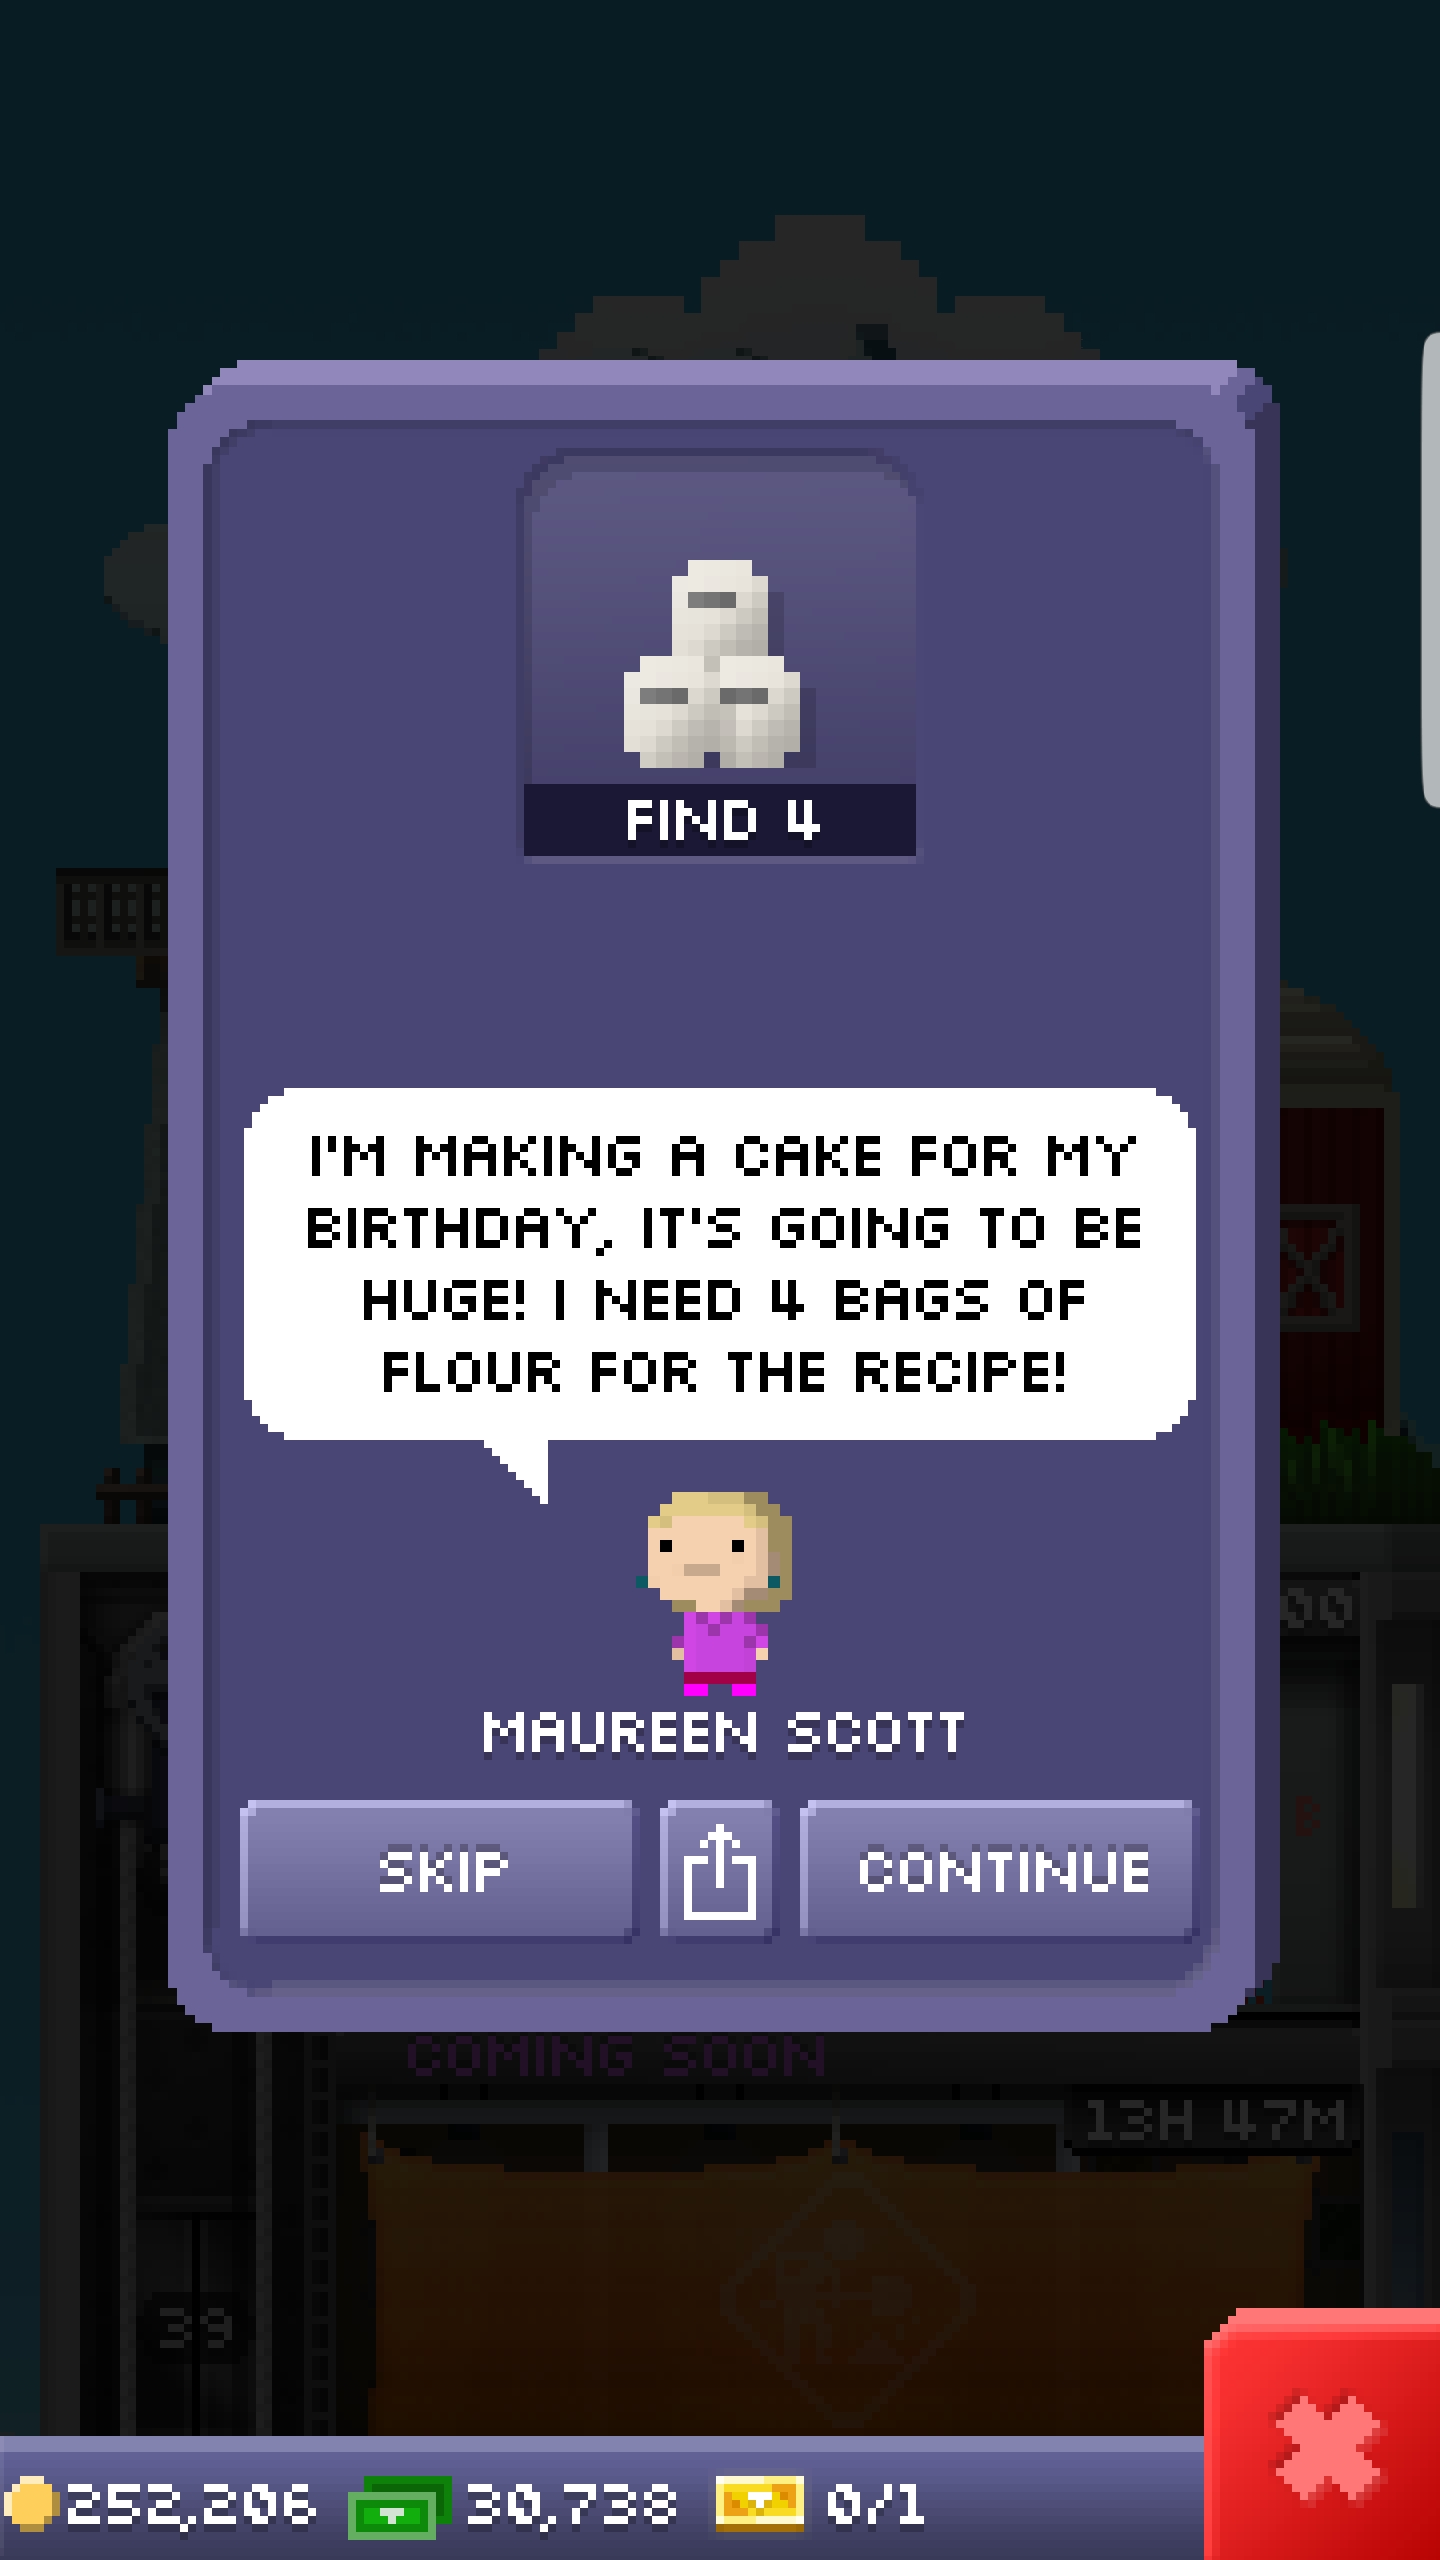 FIND 4
I'M MAKING A CAKE FOR MY
BIRTHDAY, IT'S GOING TO BE
HUGE! I NEED 4 BAGS OF
FLOUR FOR THE RECIPE!
MAUREEN SCOTT
SKIP
CONTINUE
00
B
COMING SOON
13H 47M
39
252,206 30,738 0/1